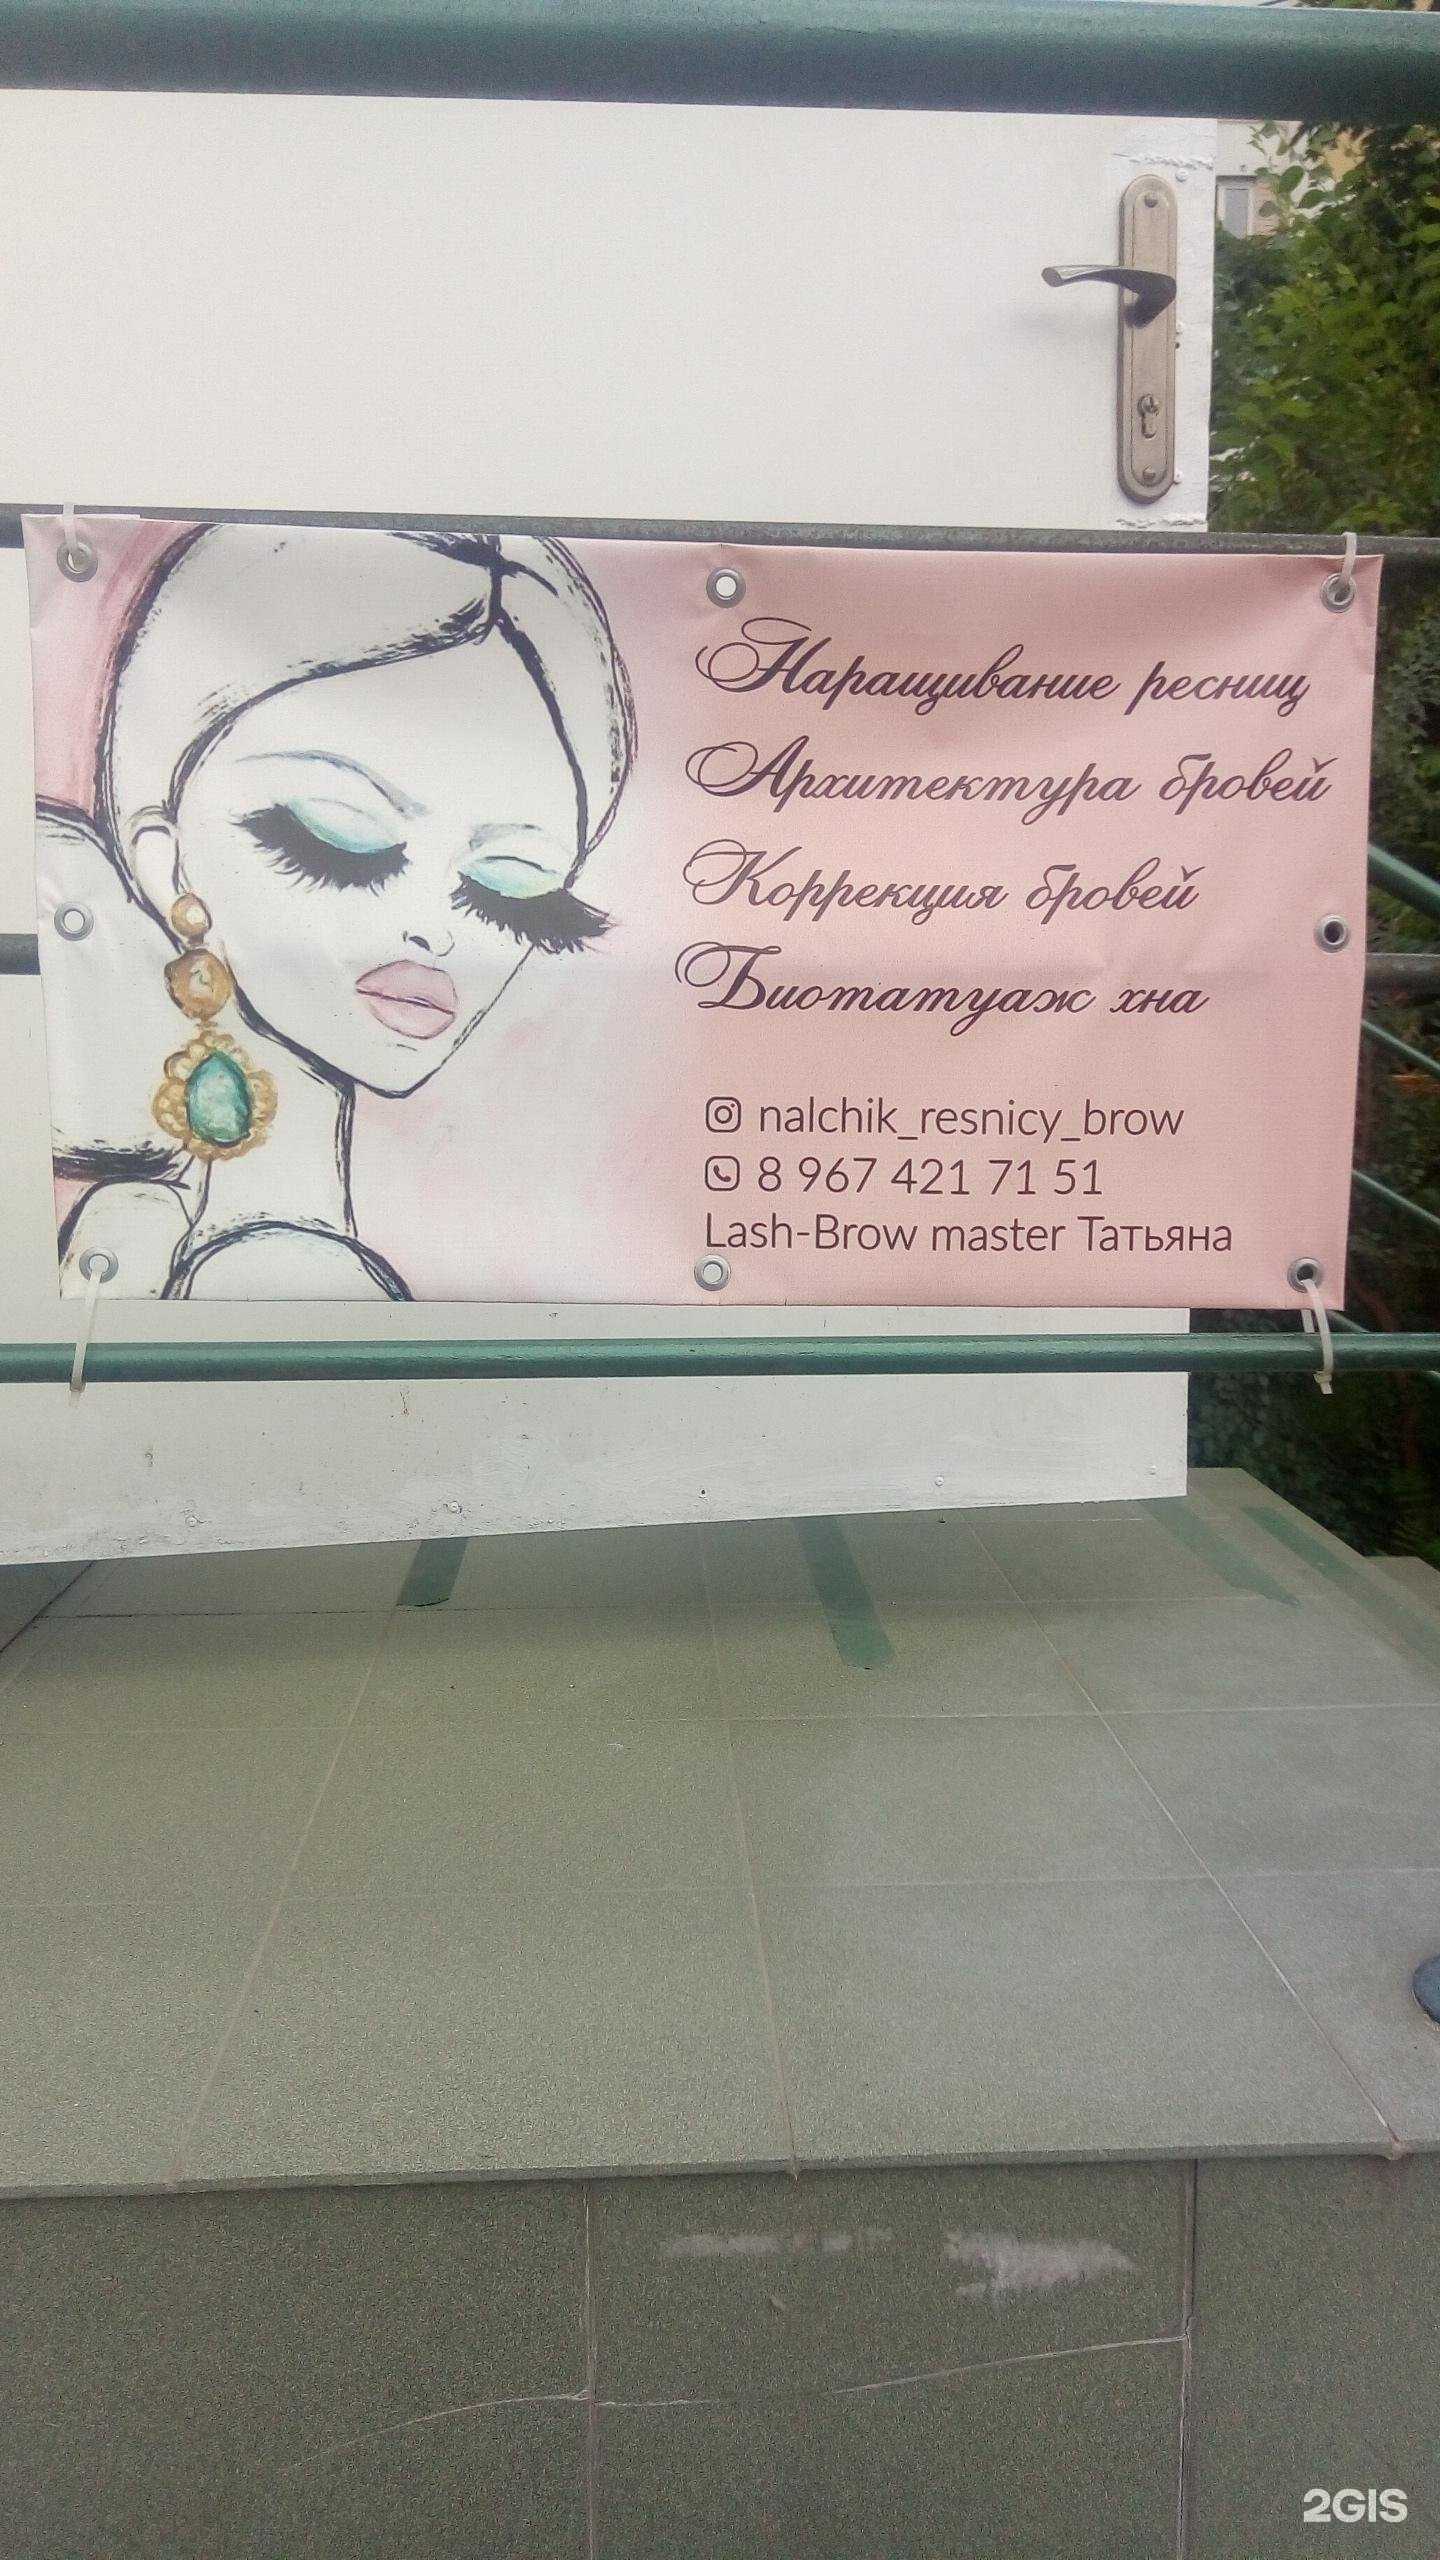 Наращивание ресниц
Архитектура бровей
Коррекция бровей
Биотатуаж хна
nalchik_resnicy_brow
8 967 421 71 51
Lash-Brow master Татьяна
2GIS